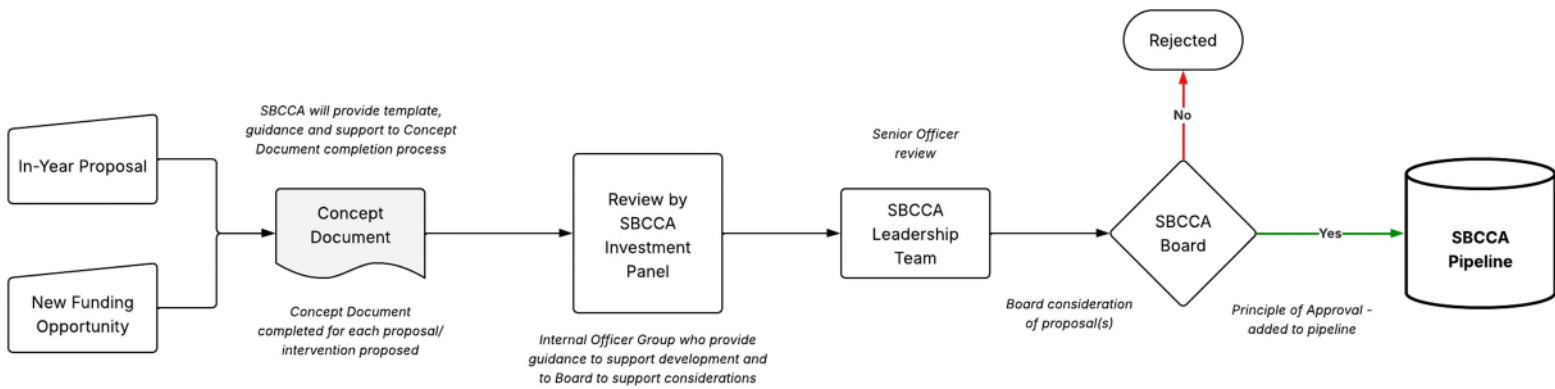 Rejected
No
SBCCA will provide template,
guidance and support to Concept
Document completion process
Senior Officer
review
In-Year Proposal
Concept
Document
Review by
SBCCA
Investment
Panel
SBCCA
Leadership
Team
SBCCA
Board
Yes
SBCCA
Pipeline
New Funding
Opportunity
Concept Document
completed for each proposal/
intervention proposed
Internal Officer Group who provide
guidance to support development and
to Board to support considerations
Board consideration
of proposal(s)
Principle of Approval -
added to pipeline